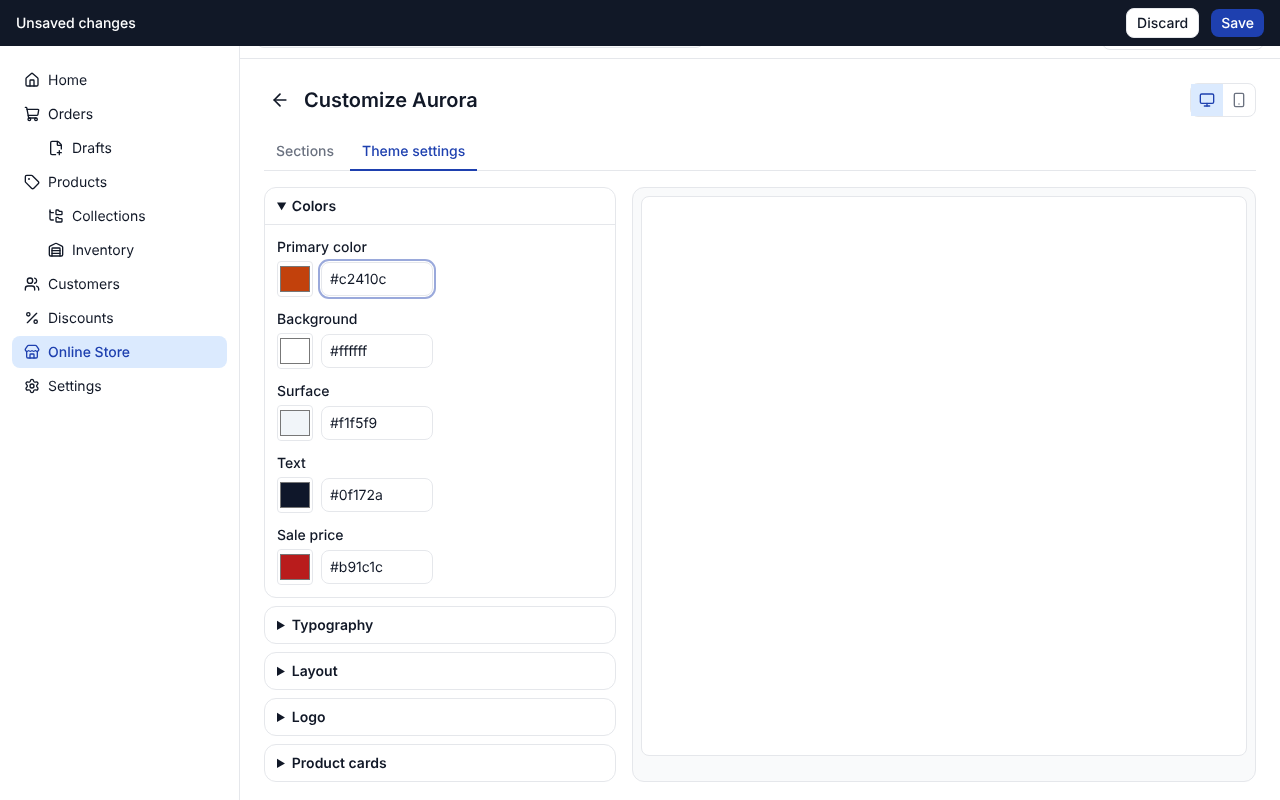 Unsaved changes
Discard
Save
Home
Orders
Drafts
Products
Collections
Inventory
Customers
Discounts
Online Store
Settings
Customize Aurora
Sections
Theme settings
Colors
Primary color
#c2410c
Background
#ffffff
Surface
#f1f5f9
Text
#0f172a
Sale price
#b91c1c
Typography
Layout
Logo
Product cards